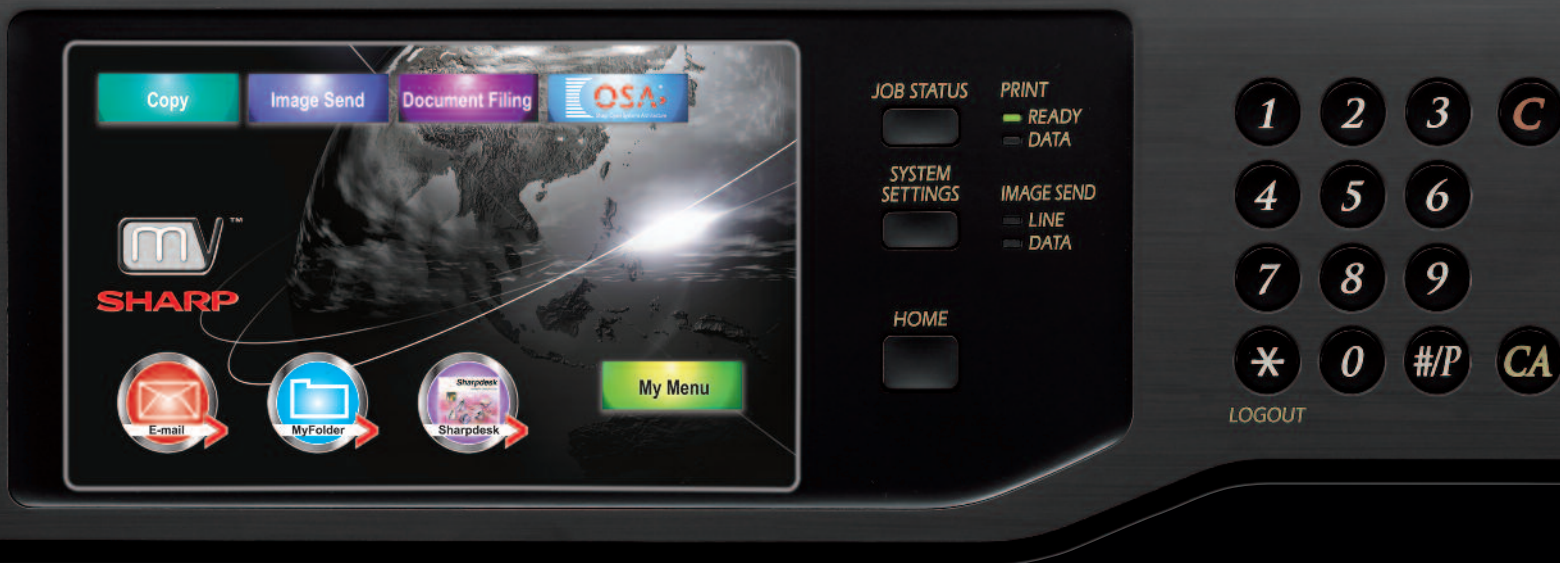 Copy
Image Send
Document Filing
OSA
mv™
SHARP
E-mail
MyFolder
Sharpdesk
Sharpdesk
My Menu
JOB STATUS
SYSTEM
SETTINGS
HOME
PRINT
READY
DATA
IMAGE SEND
LINE
DATA
1 2 3 C
4 5 6
7 8 9
* 0 #/P CA
LOGOUT